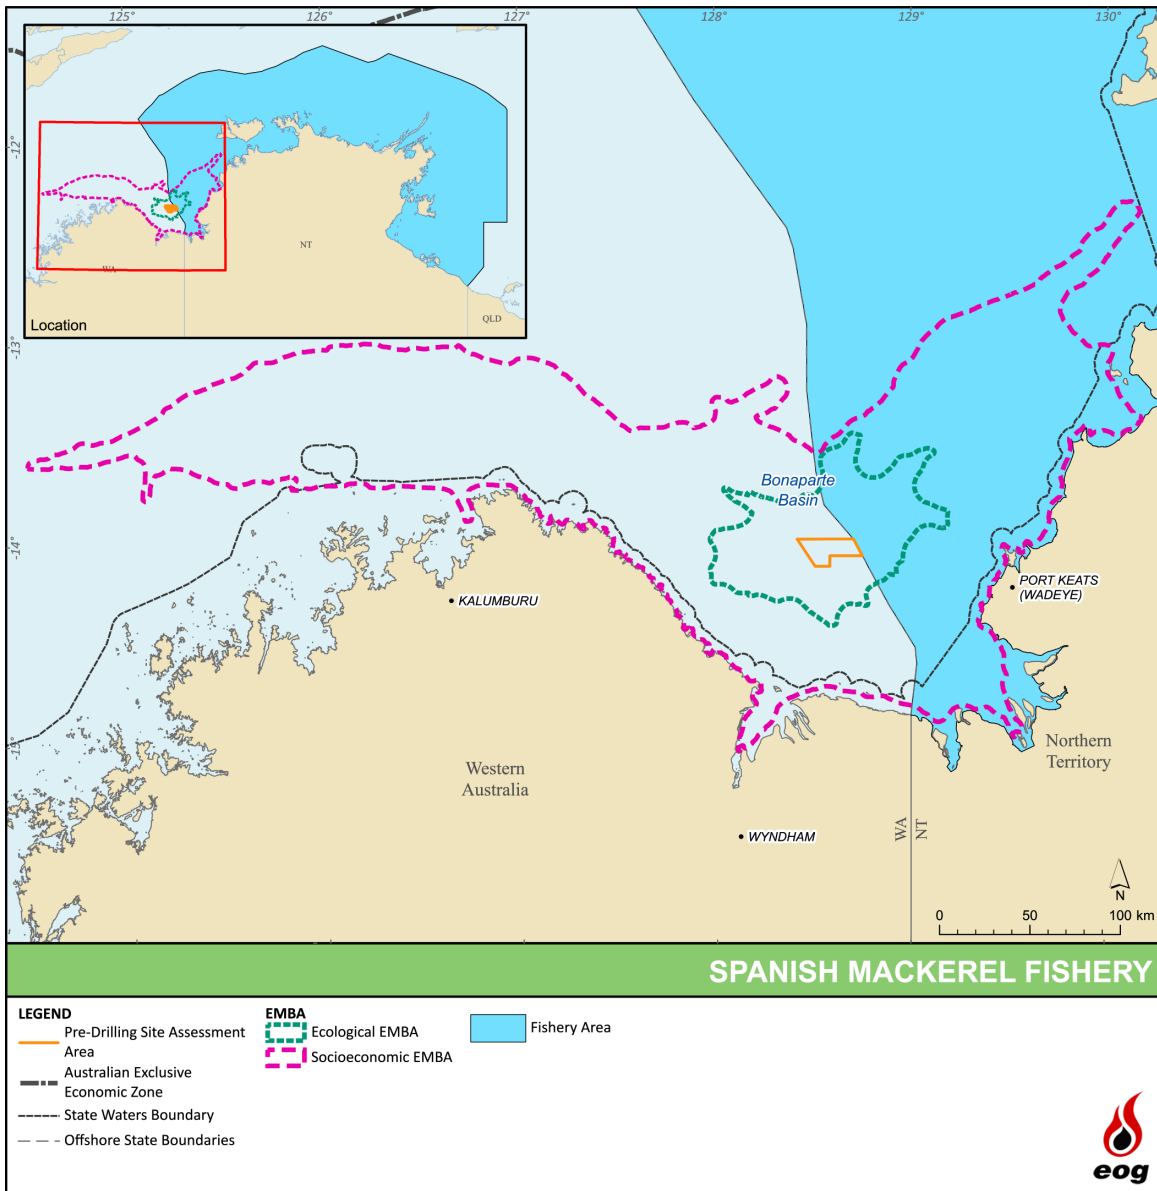 125°
126°
127°
128°
129°
130°
-12°
-13°
-14°
-15°
NT
WA
QLD
Location
Bonaparte
Basin
KALUMBURU
PORT KEATS
(WADEYE)
Western
Australia
Northern
Territory
WYNDHAM
WA
NT
N
0 50 100 km
SPANISH MACKEREL FISHERY
LEGEND
Pre-Drilling Site Assessment
Area
Australian Exclusive
Economic Zone
State Waters Boundary
Offshore State Boundaries
EMBA
Ecological EMBA
Socioeconomic EMBA
Fishery Area
eog